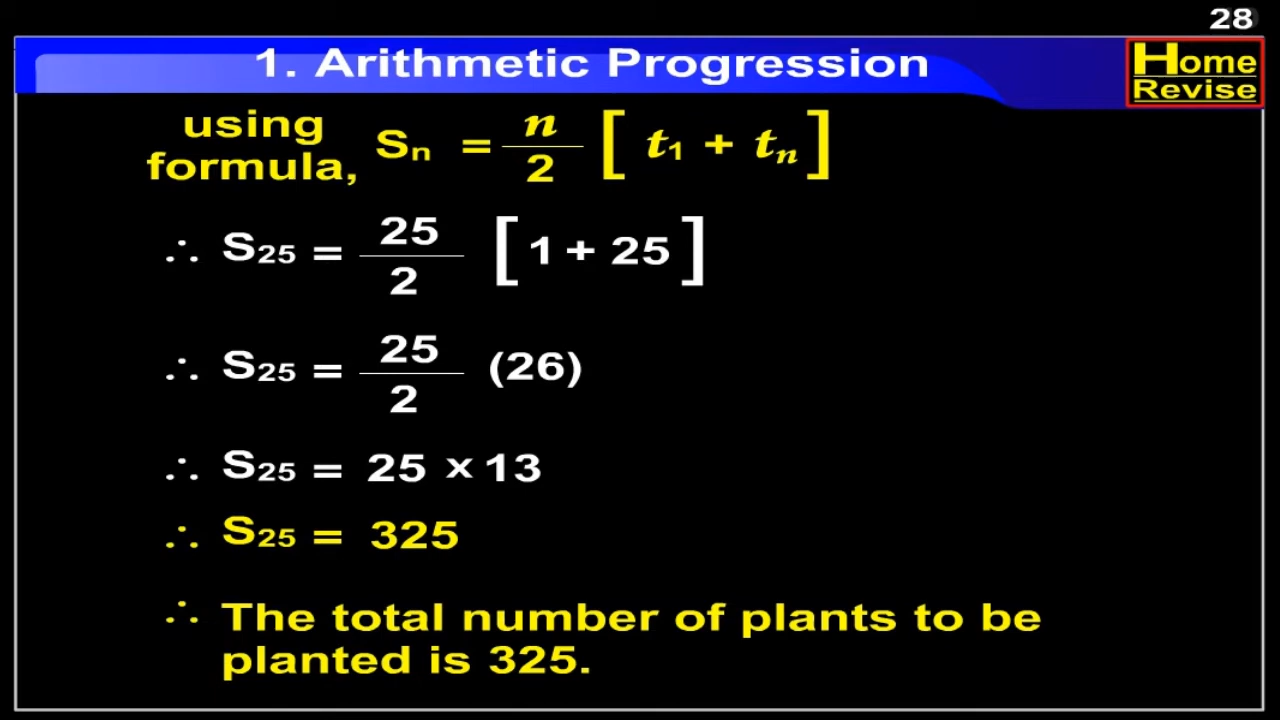 28
1. Arithmetic Progression
Home
Revise
using
formula, Sₙ = n/2 [ t₁ + tₙ ]
∴ S₂₅ = 25/2 [ 1 + 25 ]
∴ S₂₅ = 25/2 (26)
∴ S₂₅ = 25 × 13
∴ S₂₅ = 325
∴ The total number of plants to be
planted is 325.